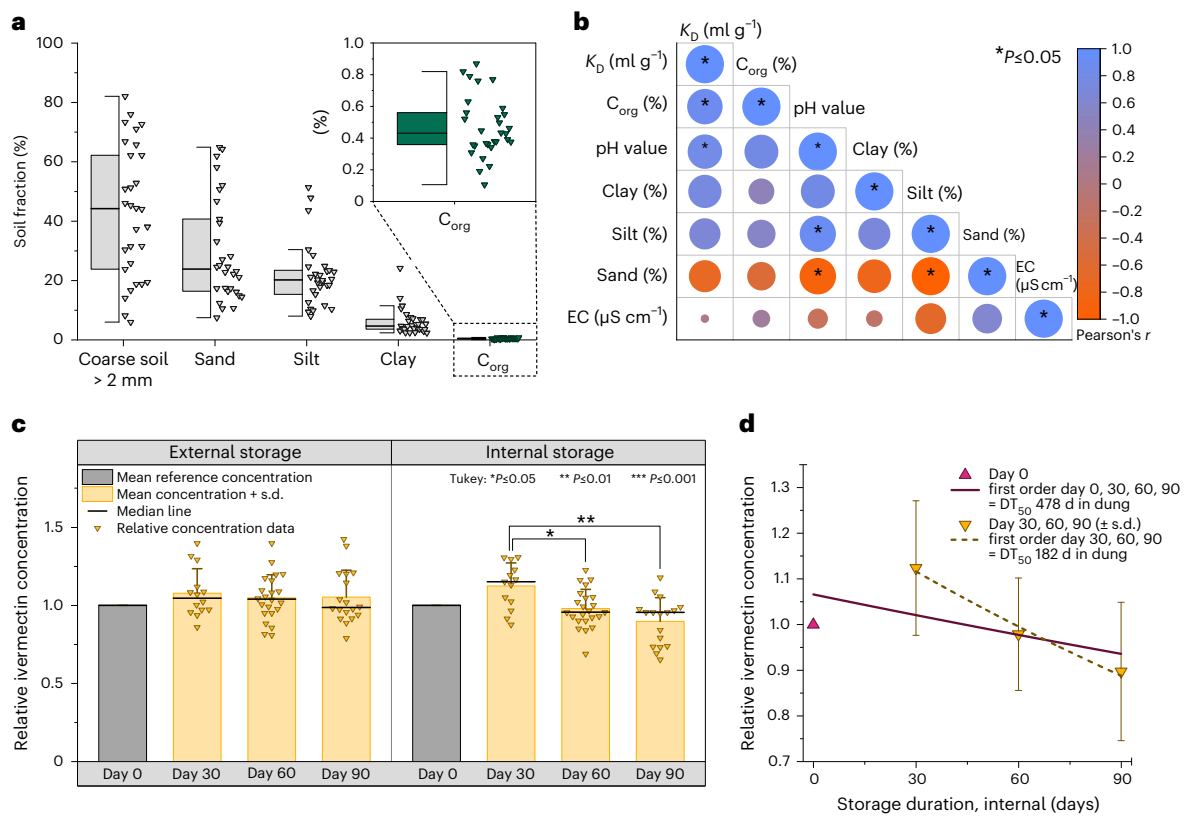 a
Soil fraction (%)
100
80
60
40
20
0
Coarse soil
> 2 mm
Sand
Silt
Clay
C_org
(%)
1.0
0.8
0.6
0.4
0.2
0
C_org
b
K_D (ml g⁻¹)
K_D (ml g⁻¹)
C_org (%)
C_org (%)
pH value
pH value
Clay (%)
Clay (%)
Silt (%)
Silt (%)
Sand (%)
Sand (%)
EC
(µS cm⁻¹)
EC (µS cm⁻¹)
* * * * * * * * * * * *
*P≤0.05
1.0
0.8
0.6
0.4
0.2
0
−0.2
−0.4
−0.6
−0.8
−1.0
Pearson's r
c
External storage
Internal storage
Mean reference concentration
Mean concentration + s.d.
Median line
Relative concentration data
Tukey: *P≤0.05 ** P≤0.01 *** P≤0.001
**
*
Relative ivermectin concentration
1.5
1.0
0.5
0
Day 0 Day 30 Day 60 Day 90
Day 0 Day 30 Day 60 Day 90
d
Day 0
first order day 0, 30, 60, 90
= DT₅₀ 478 d in dung
Day 30, 60, 90 (± s.d.)
first order day 30, 60, 90
= DT₅₀ 182 d in dung
Relative ivermectin concentration
1.3
1.2
1.1
1.0
0.9
0.8
0.7
0 30 60 90
Storage duration, internal (days)